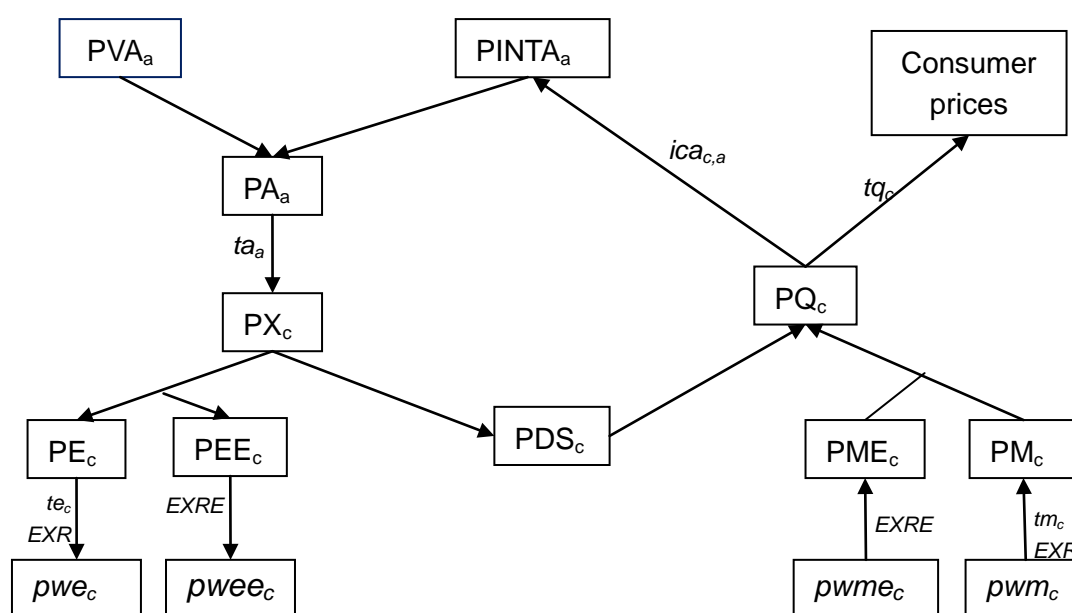 PVAa
PINTAa
Consumer
prices
ica c,a
tqc
PAa
taa
PQc
PXc
PDSc
PEc
PEEc
PMEc
PMc
tec
EXR
EXRE
EXRE
tmc
EXR
pwec
pweec
pwmec
pwmc